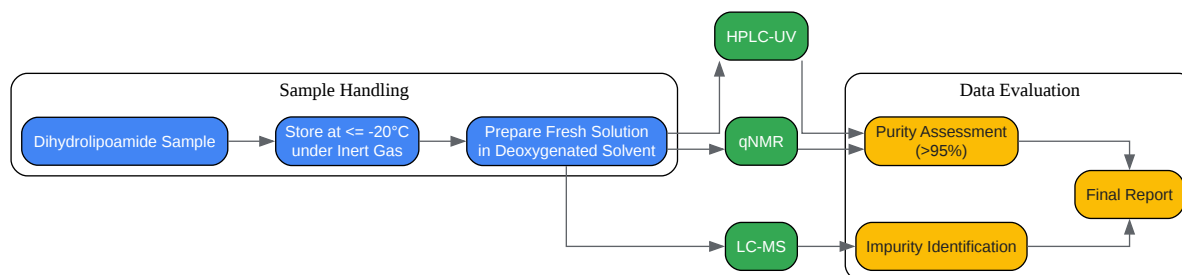 HPLC-UV
Sample Handling
Data Evaluation
Dihydrolipoamide Sample
Store at <= -20°C
under Inert Gas
Prepare Fresh Solution
in Deoxygenated Solvent
qNMR
Purity Assessment
(>95%)
Final Report
LC-MS
Impurity Identification